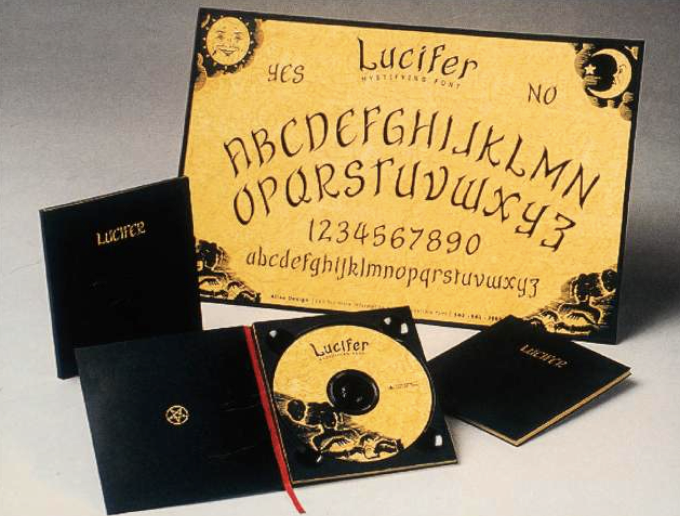 Lucifer
MYSTIFYING FONT
YES
NO
ABCDEFGHIJKLMN
OPQRSTUVWXYZ
1234567890
abcdefghijklmnopqrstuvwxyz
LUCIFER
Lucifer
MYSTIFYING FONT
LUCIFER